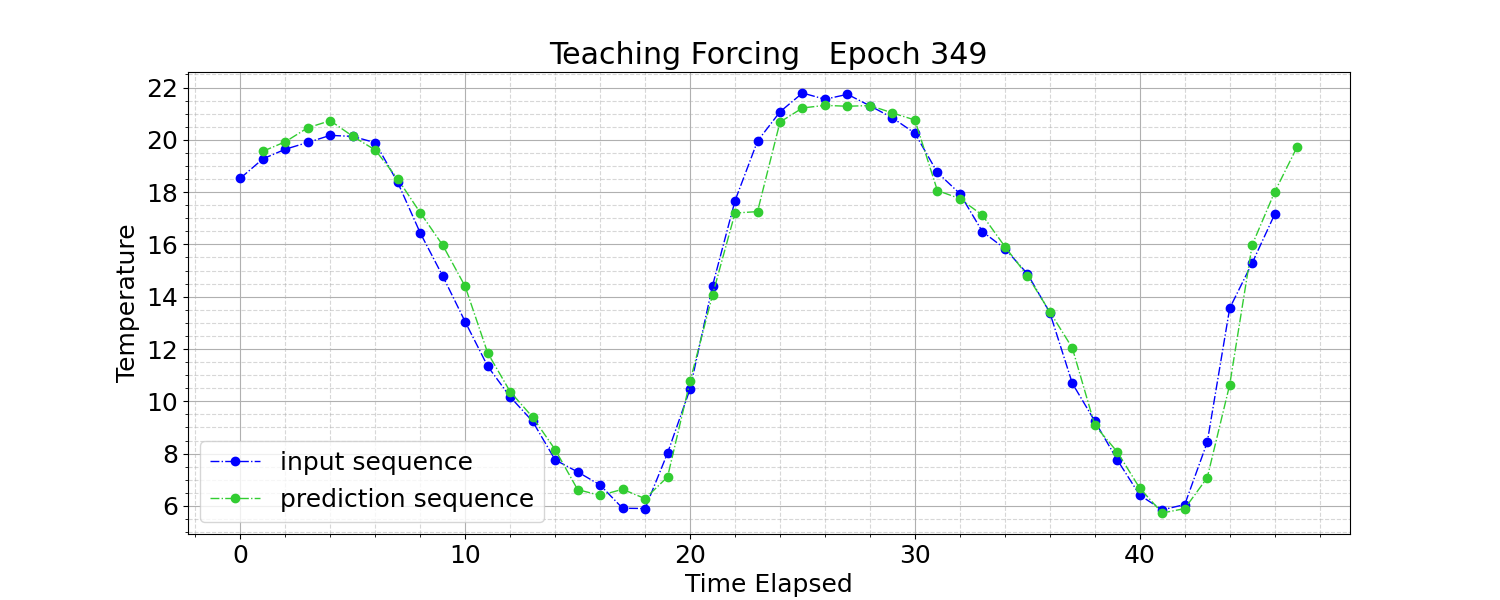 Teaching Forcing   Epoch 349
22
20
18
16
14
12
10
8
6
Temperature
input sequence
prediction sequence
0 10 20 30 40
Time Elapsed